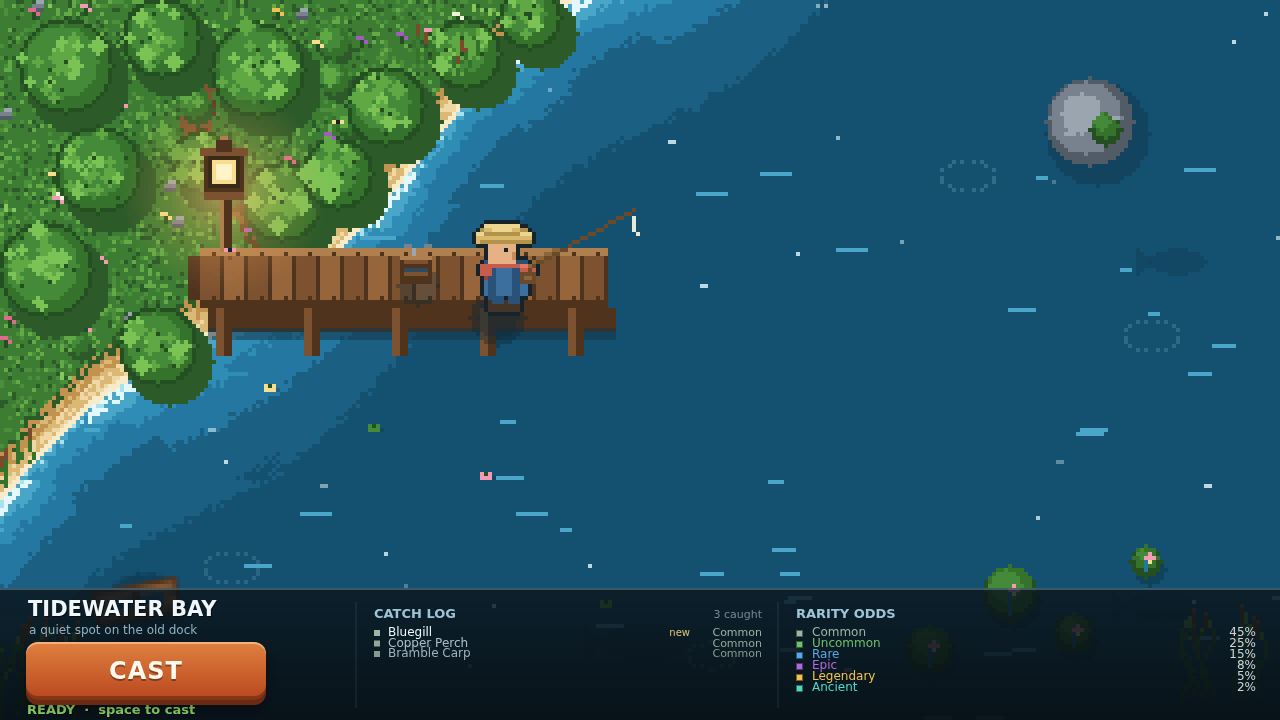 TIDEWATER BAY
a quiet spot on the old dock
CAST
READY · space to cast
CATCH LOG 3 caught
Bluegill new Common
Copper Perch Common
Bramble Carp Common
RARITY ODDS
Common 45%
Uncommon 25%
Rare 15%
Epic 8%
Legendary 5%
Ancient 2%